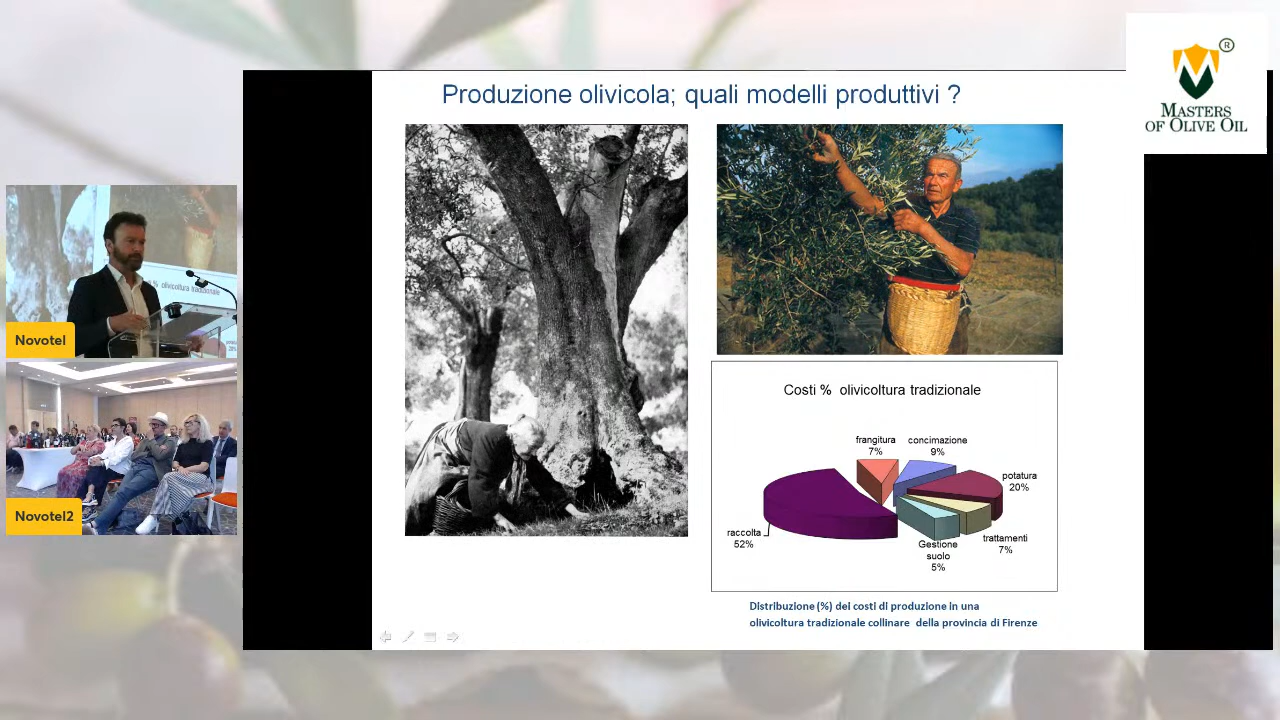 Produzione olivicola; quali modelli produttivi ?
MASTERS
OF OLIVE OIL
®
Novotel
Novotel2
Costi % olivicoltura tradizionale
frangitura
7%
concimazione
9%
potatura
20%
raccolta
52%
Gestione
suolo
5%
trattamenti
7%
Distribuzione (%) dei costi di produzione in una
olivicoltura tradizionale collinare della provincia di Firenze